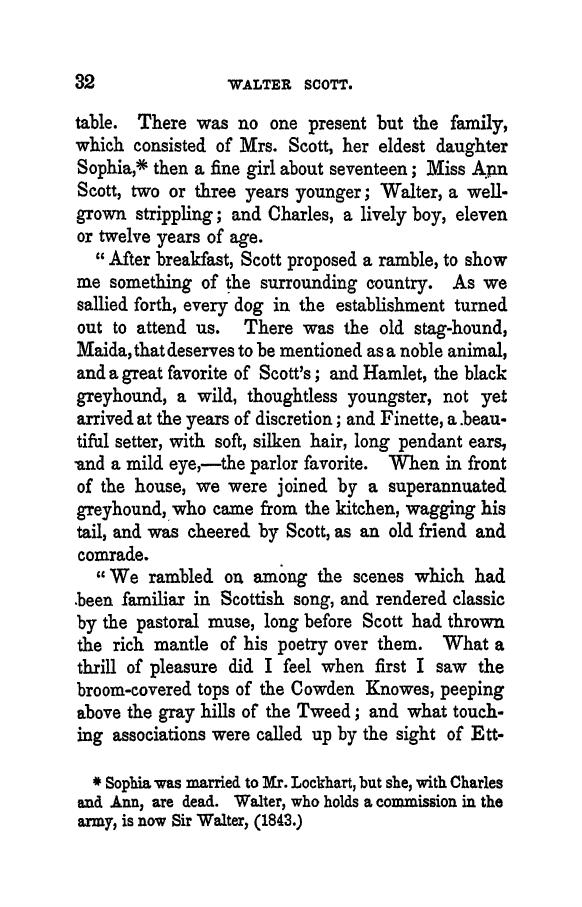 32 WALTER SCOTT.
table. There was no one present but the family,
which consisted of Mrs. Scott, her eldest daughter
Sophia,* then a fine girl about seventeen; Miss Ann
Scott, two or three years younger; Walter, a well-
grown strippling; and Charles, a lively boy, eleven
or twelve years of age.
" After breakfast, Scott proposed a ramble, to show
me something of the surrounding country. As we
sallied forth, every dog in the establishment turned
out to attend us. There was the old stag-hound,
Maida, that deserves to be mentioned as a noble animal,
and a great favorite of Scott's; and Hamlet, the black
greyhound, a wild, thoughtless youngster, not yet
arrived at the years of discretion; and Finette, a beau-
tiful setter, with soft, silken hair, long pendant ears,
and a mild eye,—the parlor favorite. When in front
of the house, we were joined by a superannuated
greyhound, who came from the kitchen, wagging his
tail, and was cheered by Scott, as an old friend and
comrade.
" We rambled on among the scenes which had
been familiar in Scottish song, and rendered classic
by the pastoral muse, long before Scott had thrown
the rich mantle of his poetry over them. What a
thrill of pleasure did I feel when first I saw the
broom-covered tops of the Cowden Knowes, peeping
above the gray hills of the Tweed; and what touch-
ing associations were called up by the sight of Ett-
* Sophia was married to Mr. Lockhart, but she, with Charles
and Ann, are dead. Walter, who holds a commission in the
army, is now Sir Walter, (1843.)